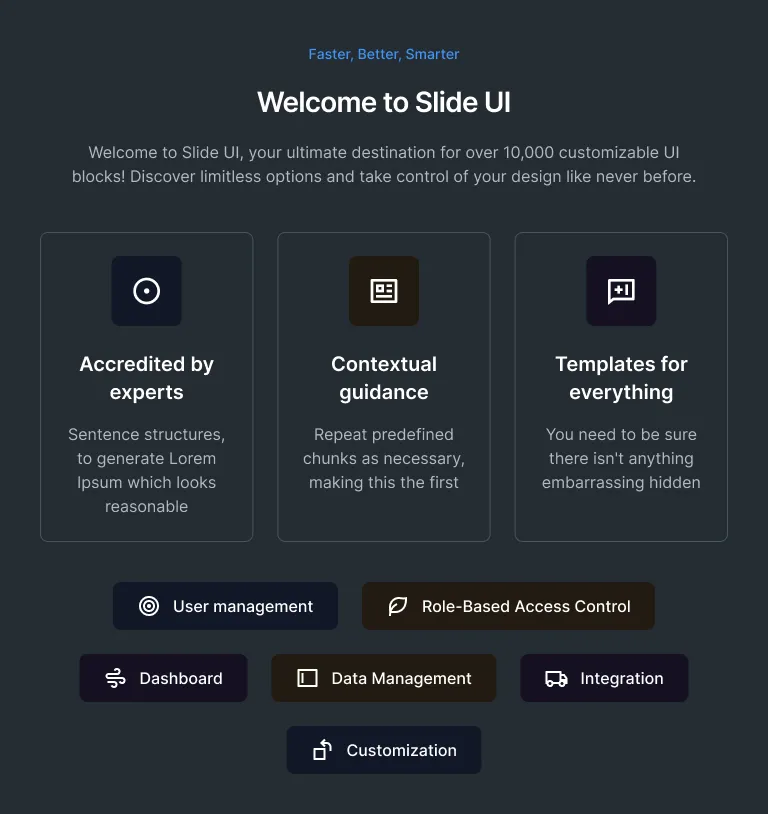 Faster, Better, Smarter
Welcome to Slide UI
Welcome to Slide UI, your ultimate destination for over 10,000 customizable UI
blocks! Discover limitless options and take control of your design like never before.
Accredited by
experts
Sentence structures,
to generate Lorem
Ipsum which looks
reasonable
Contextual
guidance
Repeat predefined
chunks as necessary,
making this the first
Templates for
everything
You need to be sure
there isn't anything
embarrassing hidden
User management
Role-Based Access Control
Dashboard
Data Management
Integration
Customization